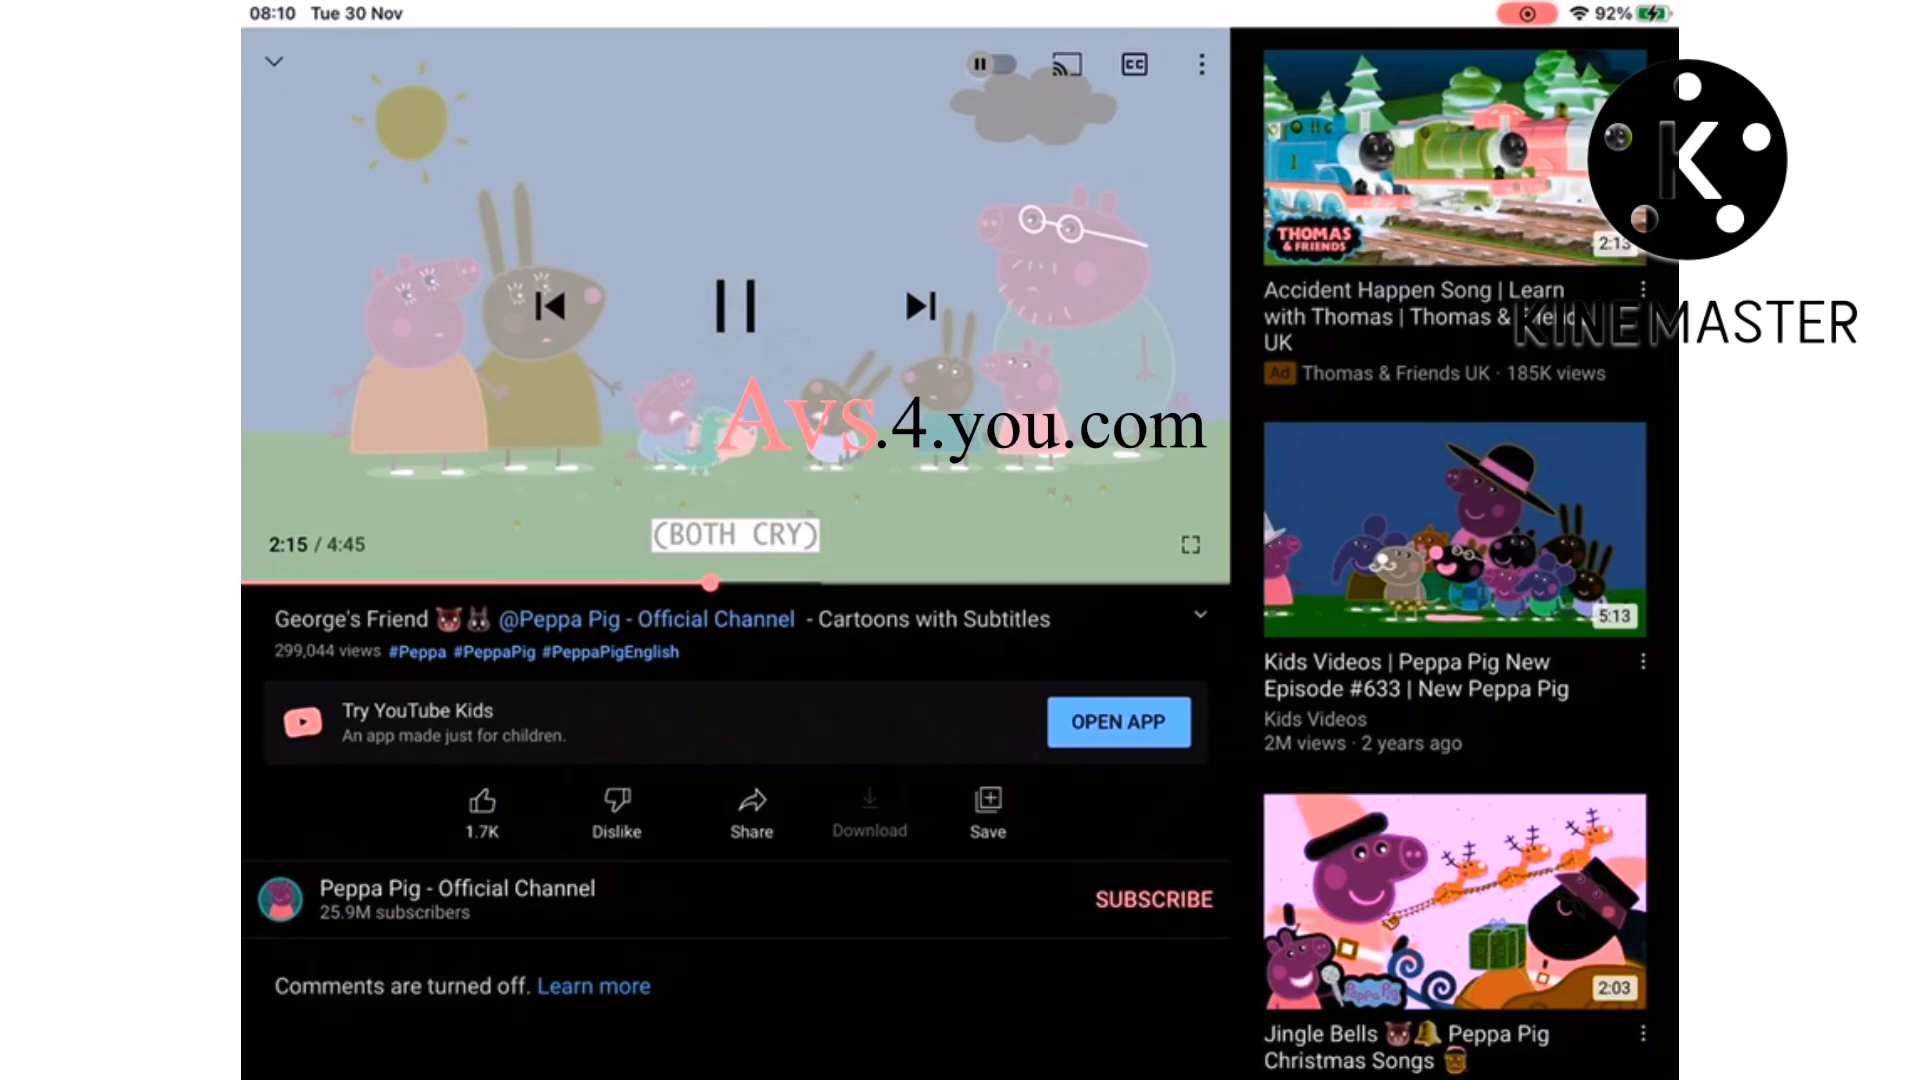 08:10 Tue 30 Nov
92%
CC
Avs.4.you.com
(BOTH CRY)
2:15 / 4:45
George's Friend @Peppa Pig - Official Channel - Cartoons with Subtitles
299,044 views #Peppa #PeppaPig #PeppaPigEnglish
Try YouTube Kids
An app made just for children.
OPEN APP
1.7K Dislike Share Download Save
Peppa Pig - Official Channel
25.9M subscribers
SUBSCRIBE
Comments are turned off. Learn more
THOMAS
& FRIENDS
2:13
K
KINEMASTER
Accident Happen Song | Learn
with Thomas | Thomas & Friends
UK
Ad Thomas & Friends UK · 185K views
5:13
Kids Videos | Peppa Pig New
Episode #633 | New Peppa Pig
Kids Videos
2M views · 2 years ago
Peppa Pig
2:03
Jingle Bells Peppa Pig
Christmas Songs